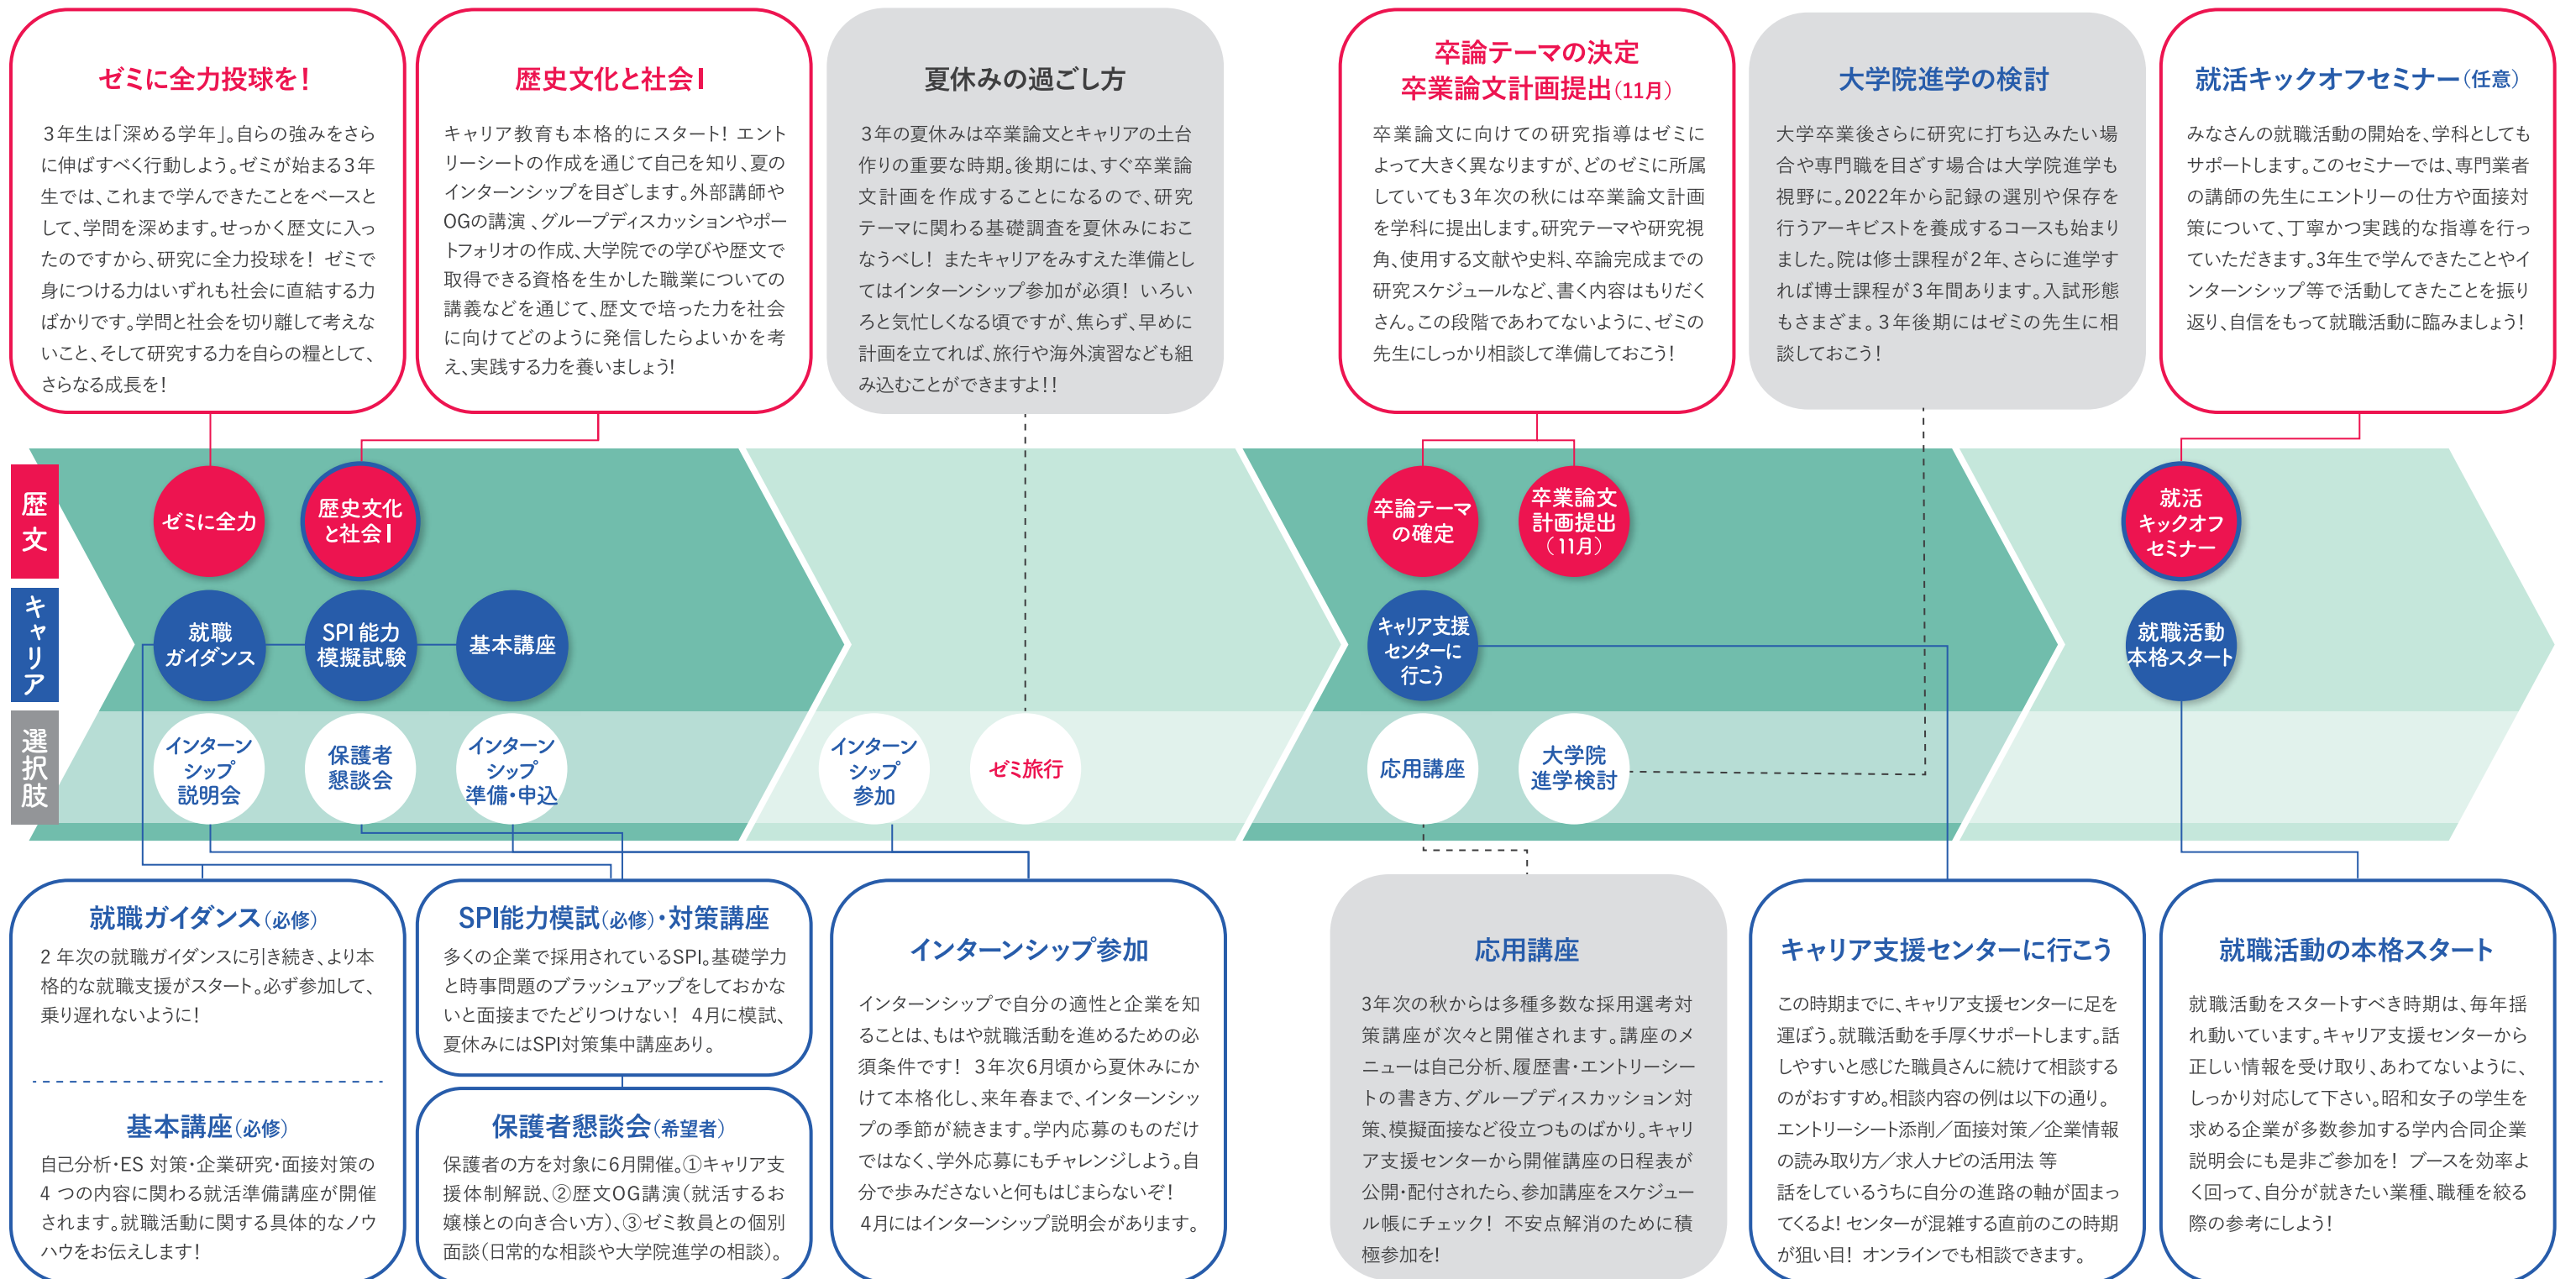 ゼミに全力投球を！
3年生は「深める学年」。自らの強みをさら
に伸ばすべく行動しよう。ゼミが始まる3年
生では、これまで学んできたことをベースと
して、学問を深めます。せっかく歴文に入っ
たのですから、研究に全力投球を！ ゼミで
身につける力はいずれも社会に直結する力
ばかりです。学問と社会を切り離して考えな
いこと、そして研究する力を自らの糧として、
さらなる成長を！
歴史文化と社会Ⅰ
キャリア教育も本格的にスタート！ エント
リーシートの作成を通じて自己を知り、夏の
インターンシップを目ざします。外部講師や
OGの講演 、グループディスカッションやポー
トフォリオの作成、大学院での学びや歴文で
取得できる資格を生かした職業についての
講義などを通じて、歴文で培った力を社会
に向けてどのように発信したらよいかを考
え、実践する力を養いましょう!
夏休みの過ごし方
3年の夏休みは卒業論文とキャリアの土台
作りの重要な時期。後期には、すぐ卒業論
文計画を作成することになるので、研究
テーマに関わる基礎調査を夏休みにおこ
なうべし！ またキャリアをみすえた準備とし
てはインターンシップ参加が必須！ いろい
ろと気忙しくなる頃ですが、焦らず、早めに
計画を立てれば、旅行や海外演習なども組
み込むことができますよ!！
卒論テーマの決定
卒業論文計画提出（11月）
卒業論文に向けての研究指導はゼミに
よって大きく異なりますが、どのゼミに所属
していても3年次の秋には卒業論文計画
を学科に提出します。研究テーマや研究視
角、使用する文献や史料、卒論完成までの
研究スケジュールなど、書く内容はもりだく
さん。この段階であわてないように、ゼミの
先生にしっかり相談して準備しておこう！
大学院進学の検討
大学卒業後さらに研究に打ち込みたい場
合や専門職を目ざす場合は大学院進学も
視野に。2022年から記録の選別や保存を
行うアーキビストを養成するコースも始まり
ました。院は修士課程が2年、さらに進学す
れば博士課程が3年間あります。入試形態
もさまざま。3年後期にはゼミの先生に相
談しておこう！
就活キックオフセミナー（任意）
みなさんの就職活動の開始を、学科としても
サポートします。このセミナーでは、専門業者
の講師の先生にエントリーの仕方や面接対
策について、丁寧かつ実践的な指導を行っ
ていただきます。3年生で学んできたことやイ
ンターンシップ等で活動してきたことを振り
返り、自信をもって就職活動に臨みましょう！
歴文
ゼミに全力
歴史文化
と社会Ⅰ
卒論テーマ
の確定
卒業論文
計画提出
（11月）
就活
キックオフ
セミナー
キャリア
就職
ガイダンス
SPI 能力
模擬試験
基本講座
キャリア支援
センターに
行こう
就職活動
本格スタート
選択肢
インターン
シップ
説明会
保護者
懇談会
インターン
シップ
準備・申込
インターン
シップ
参加
ゼミ旅行
応用講座
大学院
進学検討
就職ガイダンス（必修）
2 年次の就職ガイダンスに引き続き、より本
格的な就職支援がスタート。必ず参加して、
乗り遅れないように！
基本講座（必修）
自己分析・ES 対策・企業研究・面接対策の
4 つの内容に関わる就活準備講座が開催
されます。就職活動に関する具体的なノウ
ハウをお伝えします！
SPI能力模試（必修）・対策講座
多くの企業で採用されているSPI。基礎学力
と時事問題のブラッシュアップをしておかな
いと面接までたどりつけない！ 4月に模試、
夏休みにはSPI対策集中講座あり。
保護者懇談会（希望者）
保護者の方を対象に6月開催。①キャリア支
援体制解説、②歴文OG講演（就活するお
嬢様との向き合い方）、③ゼミ教員との個別
面談（日常的な相談や大学院進学の相談）。
インターンシップ参加
インターンシップで自分の適性と企業を知
ることは、もはや就職活動を進めるための必
須条件です！ 3年次6月頃から夏休みにか
けて本格化し、来年春まで、インターンシッ
プの季節が続きます。学内応募のものだけ
ではなく、学外応募にもチャレンジしよう。自
分で歩みださないと何もはじまらないぞ！
4月にはインターンシップ説明会があります。
応用講座
3年次の秋からは多種多数な採用選考対
策講座が次々と開催されます。講座のメ
ニューは自己分析、履歴書・エントリーシー
トの書き方、グループディスカッション対
策、模擬面接など役立つものばかり。キャリ
ア支援センターから開催講座の日程表が
公開・配付されたら、参加講座をスケジュー
ル帳にチェック！ 不安点解消のために積
極参加を!
キャリア支援センターに行こう
この時期までに、キャリア支援センターに足を
運ぼう。就職活動を手厚くサポートします。話
しやすいと感じた職員さんに続けて相談する
のがおすすめ。相談内容の例は以下の通り。
エントリーシート添削／面接対策／企業情報
の読み取り方／求人ナビの活用法 等
話をしているうちに自分の進路の軸が固まっ
てくるよ! センターが混雑する直前のこの時期
が狙い目！ オンラインでも相談できます。
就職活動の本格スタート
就職活動をスタートすべき時期は、毎年揺
れ動いています。キャリア支援センターから
正しい情報を受け取り、あわてないように、
しっかり対応して下さい。昭和女子の学生を
求める企業が多数参加する学内合同企業
説明会にも是非ご参加を！ ブースを効率よ
く回って、自分が就きたい業種、職種を絞る
際の参考にしよう！